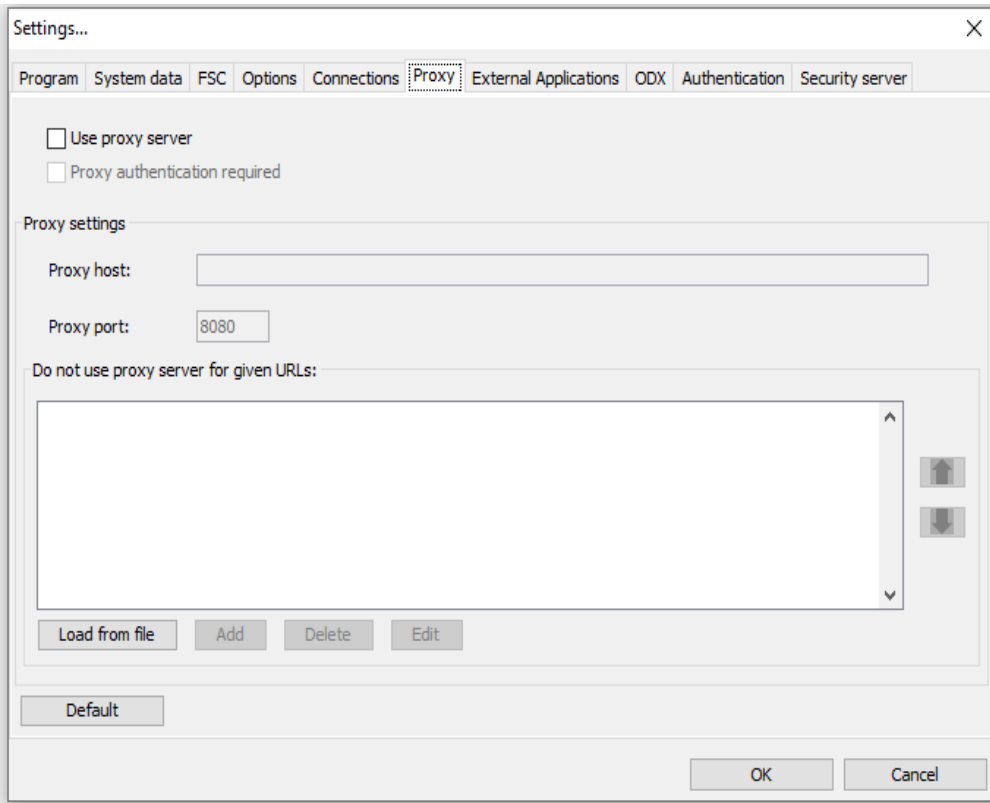 Settings...
Program System data FSC Options Connections Proxy External Applications ODX Authentication Security server
Use proxy server
Proxy authentication required
Proxy settings
Proxy host:
Proxy port: 8080
Do not use proxy server for given URLs:
Load from file Add Delete Edit
Default
OK Cancel